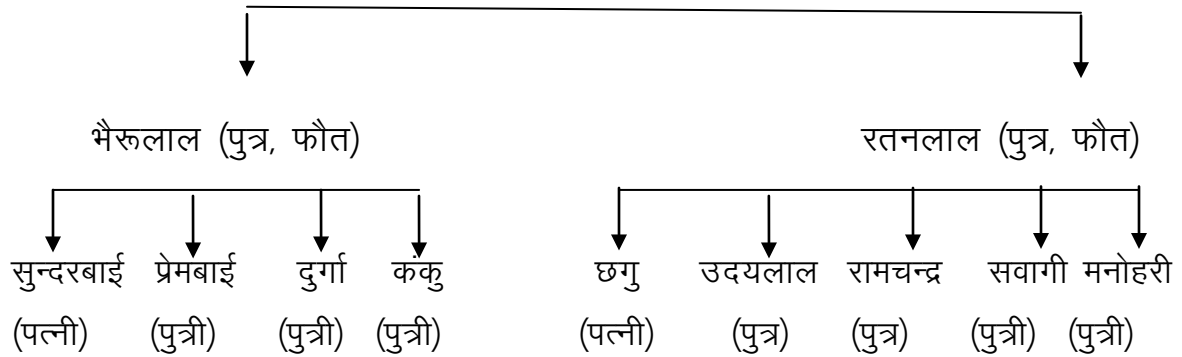 भैरूलाल (पुत्र, फौत) रतनलाल (पुत्र, फौत)
सुन्दरबाई प्रेमबाई दुर्गा कंकु छगु उदयलाल रामचन्द्र सवागी मनोहरी
(पत्नी) (पुत्री) (पुत्री) (पुत्री) (पत्नी) (पुत्र) (पुत्र) (पुत्री) (पुत्री)